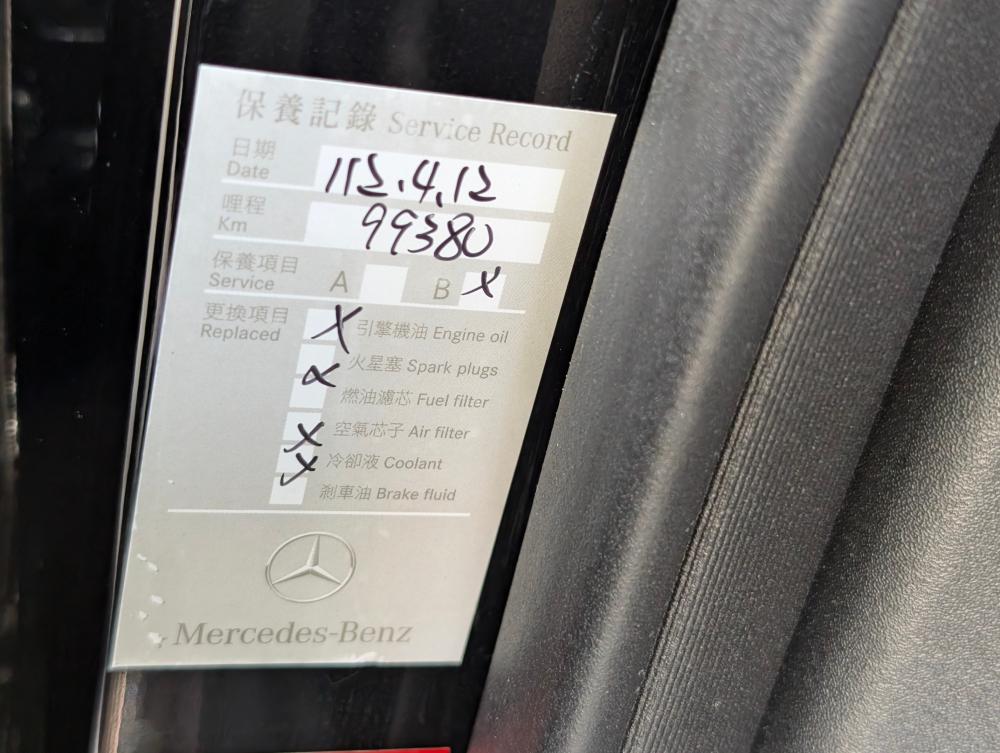 保養記錄 Service Record
日期
Date 112.4.12
哩程
Km 99380
保養項目
Service A B X
更換項目
Replaced X 引擎機油 Engine oil
X 火星塞 Spark plugs
燃油濾芯 Fuel filter
X 空氣芯子 Air filter
X 冷卻液 Coolant
剎車油 Brake fluid
Mercedes-Benz